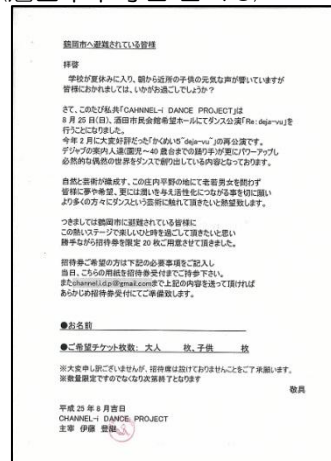 鶴岡市へ避難されている皆様
拝啓
学校が夏休みに入り、朝から近所の子供の元気な声が響いていますが
皆様におかれましては、いかがお過ごしでしょうか？
さて、このたび私共「CAHNNEL-i DANCE PROJECT」は
8月25日(日)、酒田市民会館希望ホールにてダンス公演「Re:deja-vu」を
行うことになりました。
今年2月に大変好評だった「かくめい5~deja-vu~」の再公演です。
デジャブの案内人達(園児～40歳台までの踊り手)が更にパワーアップし
必然的な偶然の世界をダンスで創り出している内容となっております。
自然と芸術が織成す、この庄内平野の地にて老若男女を問わず
皆様に夢や希望、更には潤いを与え活性化につながる事を切に願い
より多くの方々にダンスという芸術に触れて頂きたいと熱望致します。
つきましては鶴岡市に避難されている皆様に
この熱いステージで楽しいひと時を過ごして頂きたいと思い
勝手ながら招待券を限定20枚ご用意させて頂きました。
招待券ご希望の方は下記の必要事項をご記入し
当日、こちらの用紙を招待券受付までご持参下さい。
またchannel.i.d.p@gmail.comまで上記の内容を送って頂ければ
あらかじめ招待券受付にてご準備致します。
●お名前
●ご希望チケット枚数: 大人 枚、子供 枚
※大変申し訳ございませんが、招待席は設けておりませんことをご了承願います。
※数量限定ですのでなくなり次第終了となります
敬具
平成25年8月吉日
CHANNEL-i DANCE PROJECT
主宰 伊藤